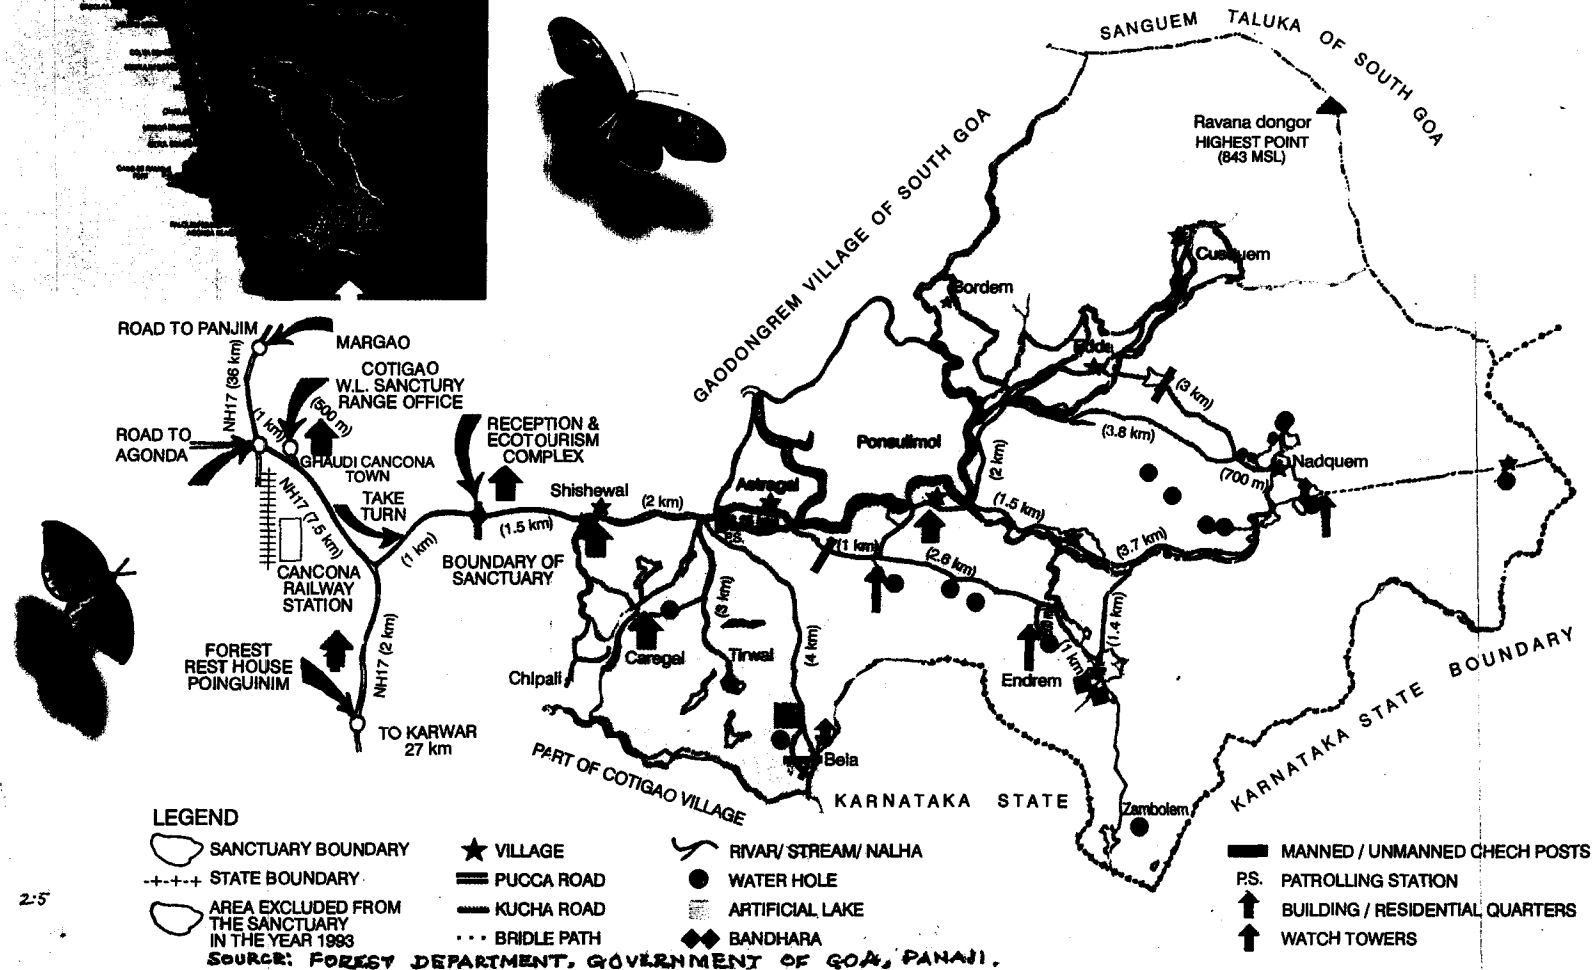 SANGUEM TALUKA OF SOUTH GOA
Ravana dongor
HIGHEST POINT
(843 MSL)
GAODONGREM VILLAGE OF SOUTH GOA
Cusquem
Bordem
Edda
(3 km)
(3.8 km)
(700 m)
Nadquem
ROAD TO PANJIM
MARGAO
NH17 (36 km)
COTIGAO
W.L. SANCTURY
RANGE OFFICE
(1 km)
(500 m)
ROAD TO
AGONDA
GHAUDI CANCONA
TOWN
RECEPTION &
ECOTOURISM
COMPLEX
Ponsulimol
(2 km)
Astragal
Shishewal
(2 km)
(1.5 km)
P.S.
NH17 (7.5 km)
TAKE
TURN
(1 km)
(1.5 km)
(1 km)
(2.6 km)
(3.7 km)
BOUNDARY OF
SANCTUARY
CANCONA
RAILWAY
STATION
(3 km)
(4 km)
(1.4 km)
(1 km)
FOREST
REST HOUSE
POINGUINIM
NH17 (2 km)
Chipali
Caregal
Tirwal
Endrem
TO KARWAR
27 km
Bela
PART OF COTIGAO VILLAGE
KARNATAKA STATE
Zambolem
KARNATAKA STATE BOUNDARY
LEGEND
SANCTUARY BOUNDARY
STATE BOUNDARY
AREA EXCLUDED FROM
THE SANCTUARY
IN THE YEAR 1993
VILLAGE
PUCCA ROAD
KUCHA ROAD
BRIDLE PATH
RIVAR/ STREAM/ NALHA
WATER HOLE
ARTIFICIAL LAKE
BANDHARA
MANNED / UNMANNED CHECH POSTS
P.S. PATROLLING STATION
BUILDING / RESIDENTIAL QUARTERS
WATCH TOWERS
2.5
SOURCE: FOREST DEPARTMENT, GOVERNMENT OF GOA, PANAJI.